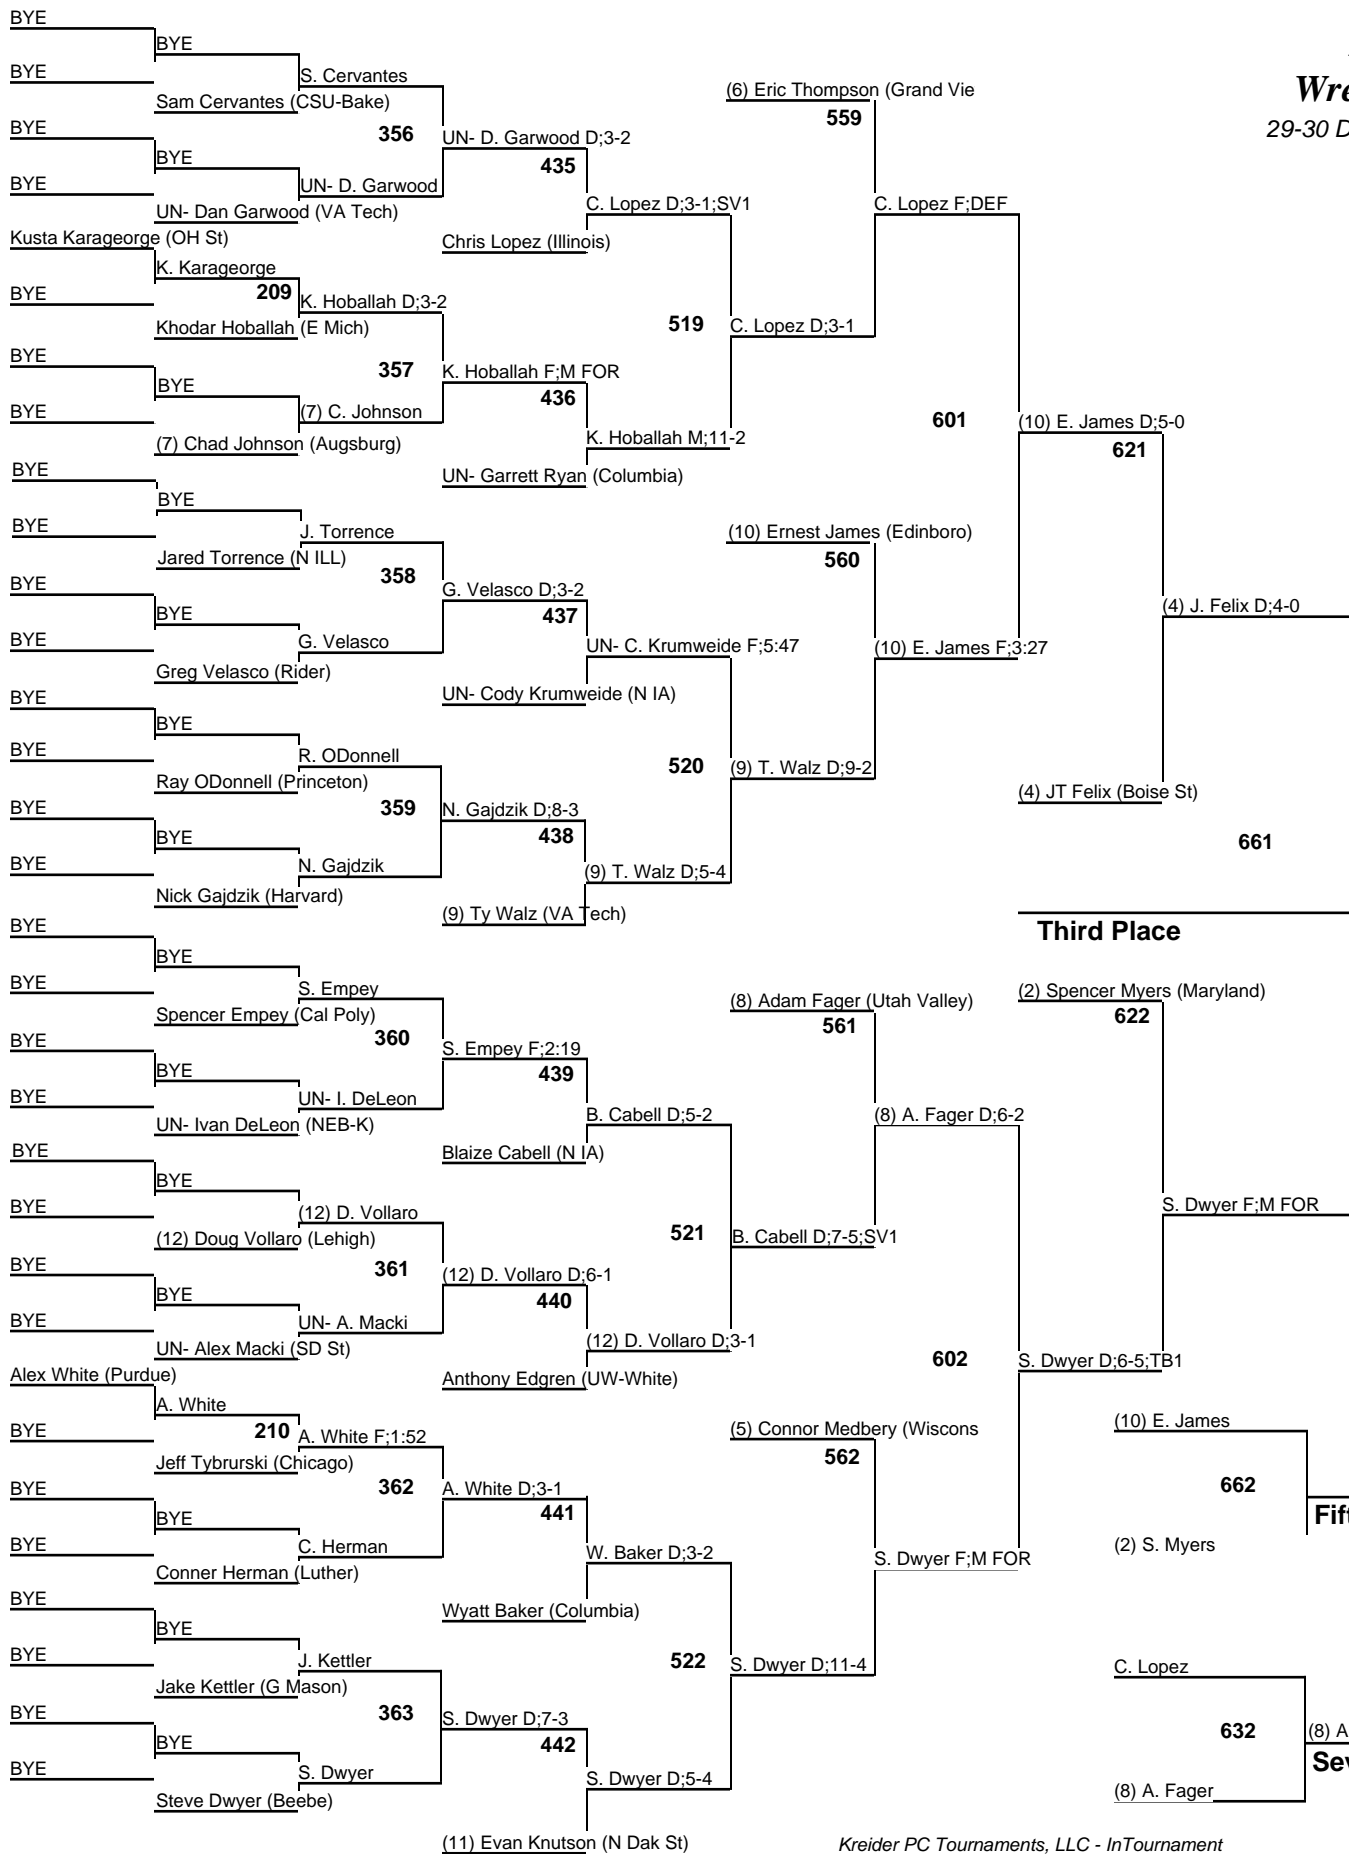 BYE
BYE
BYE
S. Cervantes
Sam Cervantes (CSU-Bake)
(6) Eric Thompson (Grand Vie
Wre
559
BYE
356
UN- D. Garwood D;3-2
29-30 D
BYE
435
BYE
UN- D. Garwood
UN- Dan Garwood (VA Tech)
C. Lopez D;3-1;SV1
C. Lopez F;DEF
Kusta Karageorge (OH St)
Chris Lopez (Illinois)
K. Karageorge
BYE
209
K. Hoballah D;3-2
Khodar Hoballah (E Mich)
519
C. Lopez D;3-1
BYE
357
K. Hoballah F;M FOR
BYE
436
BYE
(7) C. Johnson
601
(10) E. James D;5-0
(7) Chad Johnson (Augsburg)
K. Hoballah M;11-2
621
BYE
UN- Garrett Ryan (Columbia)
BYE
BYE
J. Torrence
(10) Ernest James (Edinboro)
Jared Torrence (N ILL)
560
358
BYE
G. Velasco D;3-2
BYE
437
(4) J. Felix D;4-0
BYE
G. Velasco
UN- C. Krumweide F;5:47
(10) E. James F;3:27
Greg Velasco (Rider)
UN- Cody Krumweide (N IA)
BYE
BYE
BYE
R. ODonnell
520
(9) T. Walz D;9-2
Ray ODonnell (Princeton)
(4) JT Felix (Boise St)
BYE
359
N. Gajdzik D;8-3
BYE
438
661
BYE
N. Gajdzik
(9) T. Walz D;5-4
Nick Gajdzik (Harvard)
(9) Ty Walz (VA Tech)
BYE
Third Place
BYE
BYE
S. Empey
(8) Adam Fager (Utah Valley)
(2) Spencer Myers (Maryland)
Spencer Empey (Cal Poly)
561
622
BYE
360
S. Empey F;2:19
BYE
439
BYE
UN- I. DeLeon
B. Cabell D;5-2
(8) A. Fager D;6-2
UN- Ivan DeLeon (NEB-K)
BYE
Blaize Cabell (N IA)
BYE
BYE
(12) D. Vollaro
S. Dwyer F;M FOR
(12) Doug Vollaro (Lehigh)
521
B. Cabell D;7-5;SV1
BYE
361
(12) D. Vollaro D;6-1
BYE
440
BYE
UN- A. Macki
(12) D. Vollaro D;3-1
UN- Alex Macki (SD St)
602
S. Dwyer D;6-5;TB1
Alex White (Purdue)
Anthony Edgren (UW-White)
A. White
BYE
210
A. White F;1:52
(5) Connor Medbery (Wiscons
(10) E. James
Jeff Tybrurski (Chicago)
562
BYE
362
A. White D;3-1
662
BYE
441
Fift
BYE
C. Herman
W. Baker D;3-2
S. Dwyer F;M FOR
(2) S. Myers
Conner Herman (Luther)
BYE
Wyatt Baker (Columbia)
BYE
BYE
J. Kettler
522
S. Dwyer D;11-4
C. Lopez
Jake Kettler (G Mason)
BYE
363
S. Dwyer D;7-3
BYE
442
632
(8) A
BYE
S. Dwyer
S. Dwyer D;5-4
Sev
Steve Dwyer (Beebe)
(8) A. Fager
(11) Evan Knutson (N Dak St)
Kreider PC Tournaments, LLC - InTournament